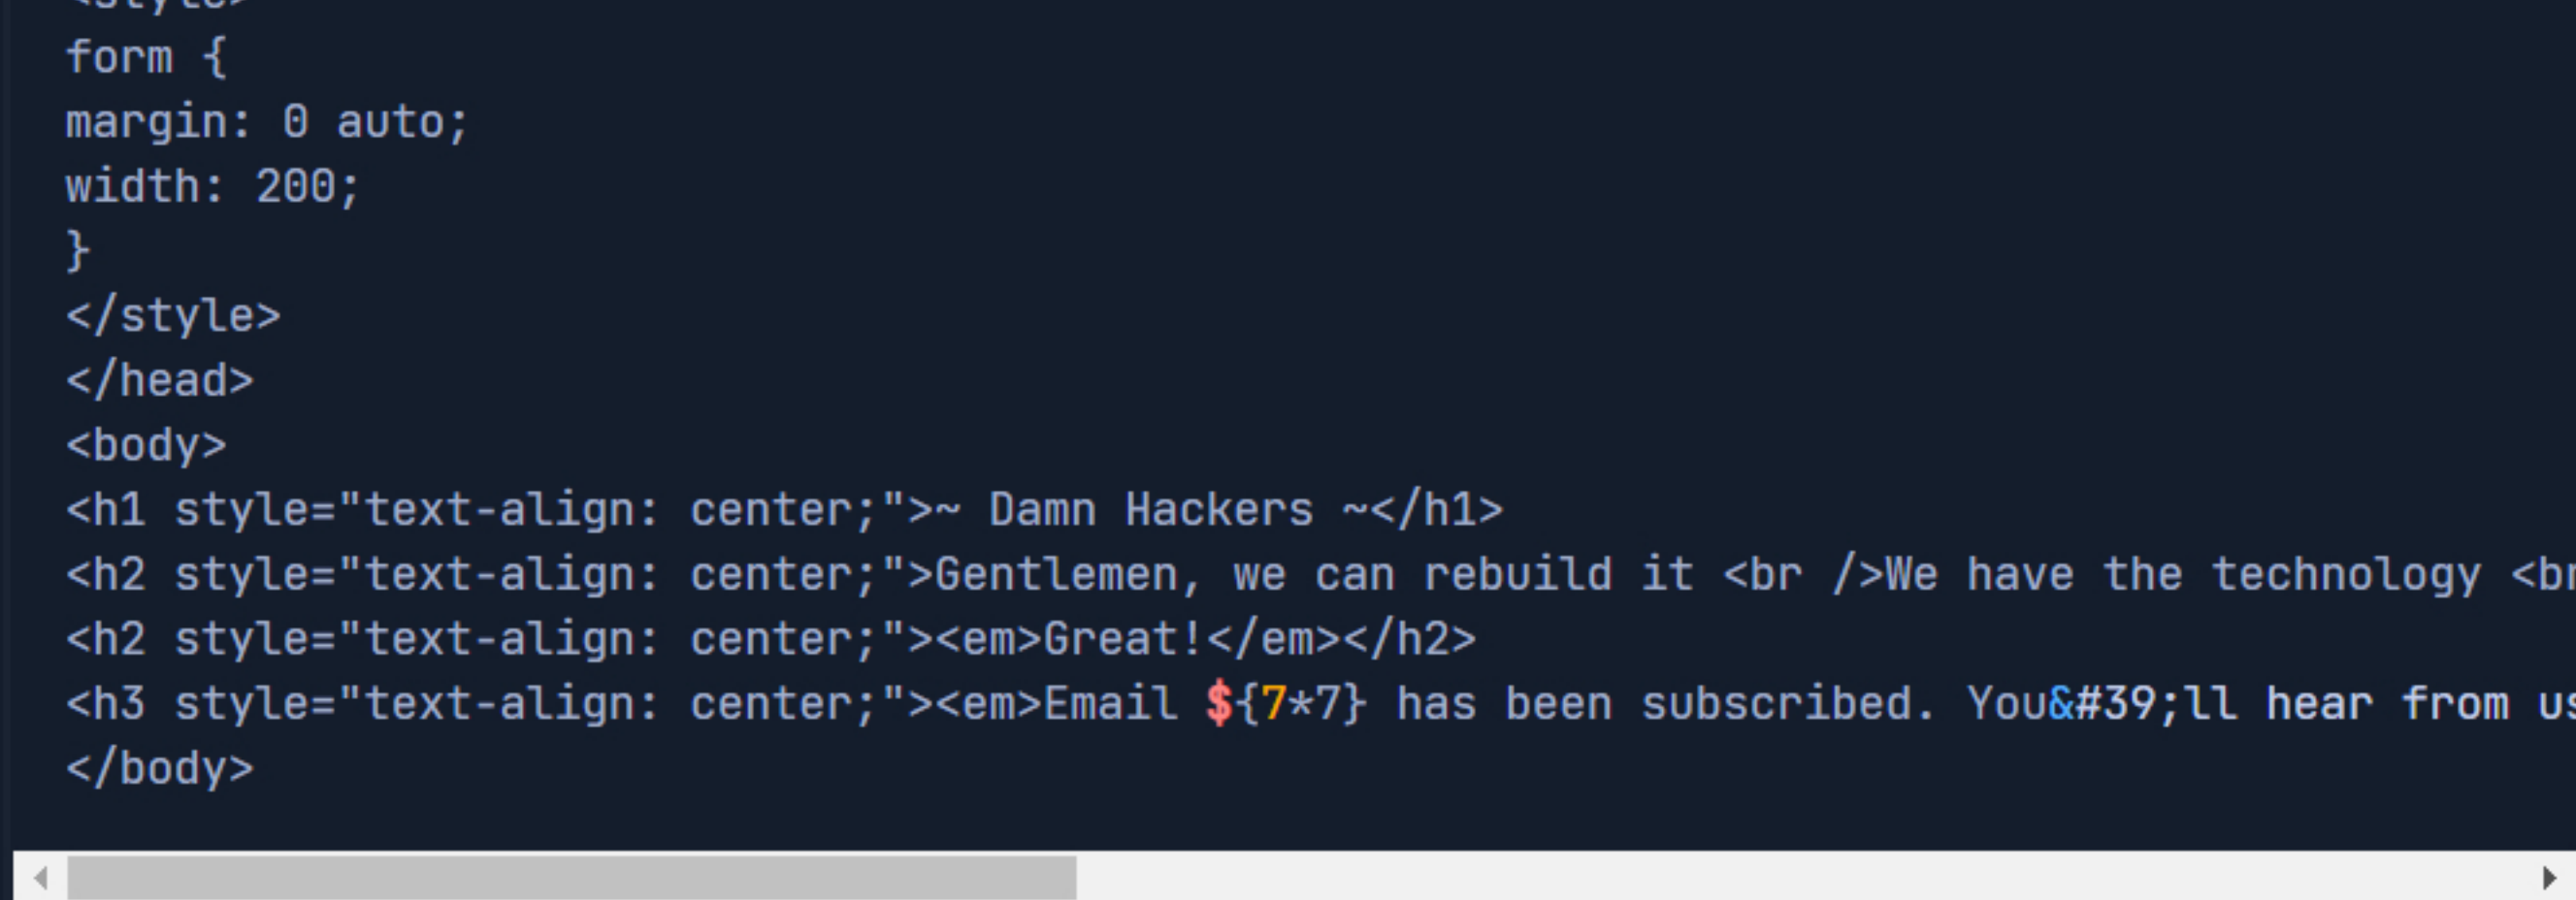 <style>
form {
margin: 0 auto;
width: 200;
}
</style>
</head>
<body>
<h1 style="text-align: center;">~ Damn Hackers ~</h1>
<h2 style="text-align: center;">Gentlemen, we can rebuild it <br />We have the technology <br
<h2 style="text-align: center;"><em>Great!</em></h2>
<h3 style="text-align: center;"><em>Email ${7*7} has been subscribed. You&#39;ll hear from us
</body>